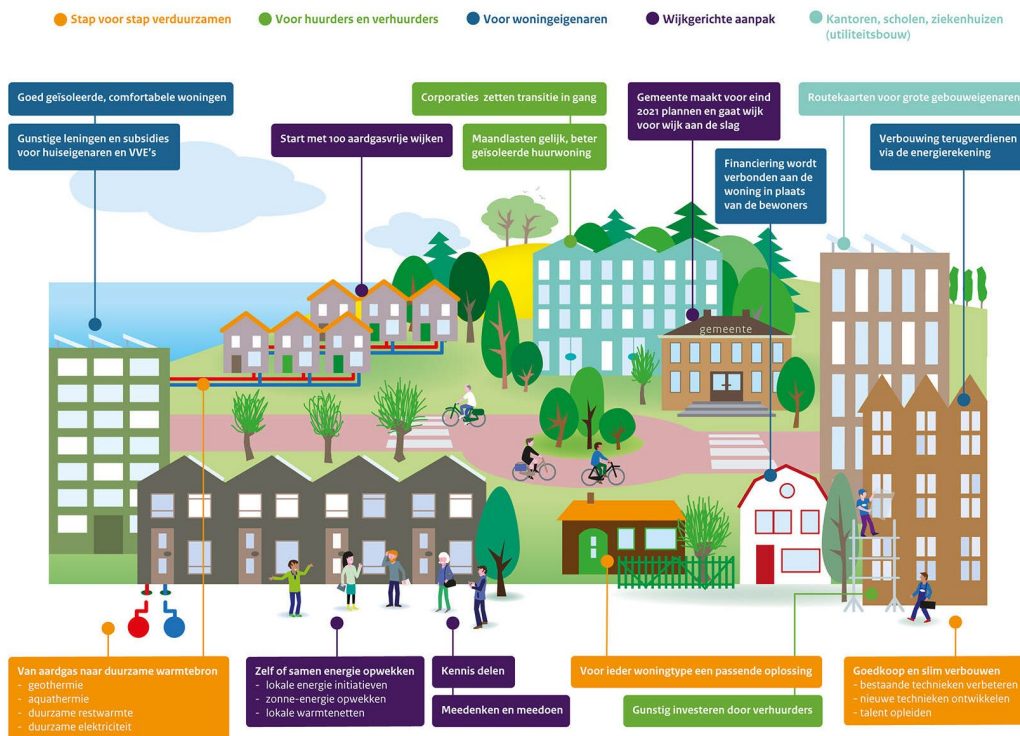 Stap voor stap verduurzamen
Voor huurders en verhuurders
Voor woningeigenaren
Wijkgerichte aanpak
Kantoren, scholen, ziekenhuizen
(utiliteitsbouw)
Goed geïsoleerde, comfortabele woningen
Gunstige leningen en subsidies
voor huiseigenaren en VVE's
Start met 100 aardgasvrije wijken
Corporaties zetten transitie in gang
Maandlasten gelijk, beter
geïsoleerde huurwoning
Gemeente maakt voor eind
2021 plannen en gaat wijk
voor wijk aan de slag
Financiering wordt
verbonden aan de
woning in plaats
van de bewoners
Routekaarten voor grote gebouweigenaren
Verbouwing terugverdienen
via de energierekening
gemeente
Van aardgas naar duurzame warmtebron
- geothermie
- aquathermie
- duurzame restwarmte
- duurzame elektriciteit
Zelf of samen energie opwekken
- lokale energie initiatieven
- zonne-energie opwekken
- lokale warmtenetten
Kennis delen
Meedenken en meedoen
Voor ieder woningtype een passende oplossing
Gunstig investeren door verhuurders
Goedkoop en slim verbouwen
- bestaande technieken verbeteren
- nieuwe technieken ontwikkelen
- talent opleiden